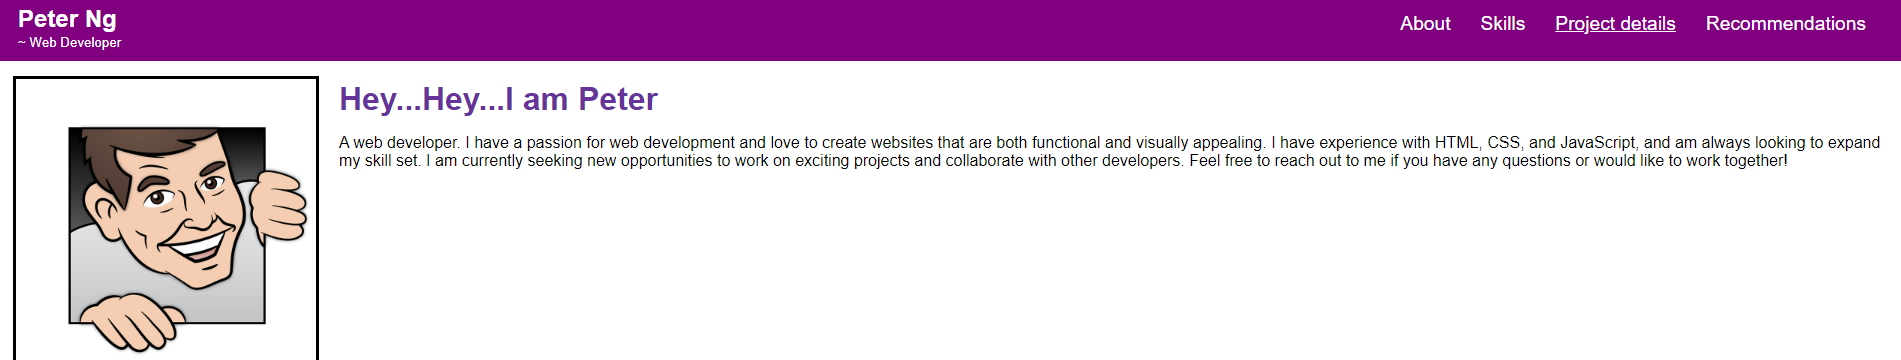 Peter Ng
~ Web Developer
About Skills Project details Recommendations
Hey...Hey...I am Peter
A web developer. I have a passion for web development and love to create websites that are both functional and visually appealing. I have experience with HTML, CSS, and JavaScript, and am always looking to expand
my skill set. I am currently seeking new opportunities to work on exciting projects and collaborate with other developers. Feel free to reach out to me if you have any questions or would like to work together!